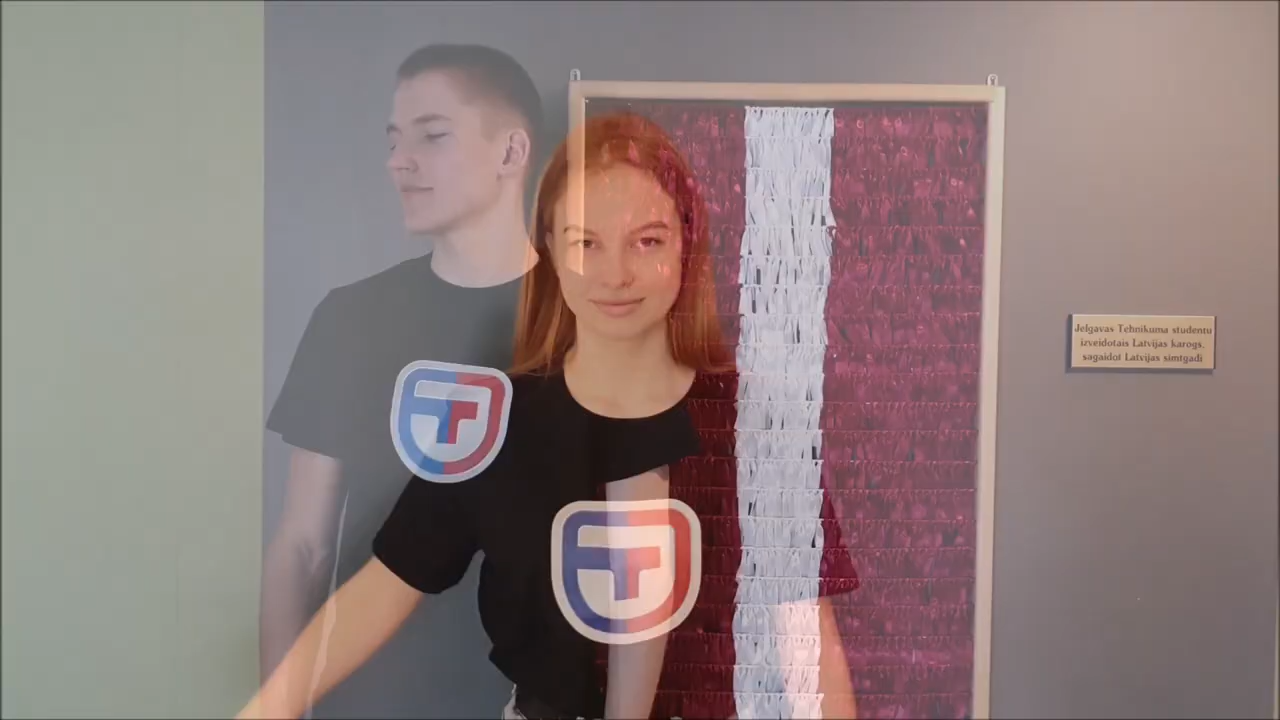 Jelgavas Tehnikuma studentu
izveidotais Latvijas karogs,
sagaidot Latvijas simtgadi